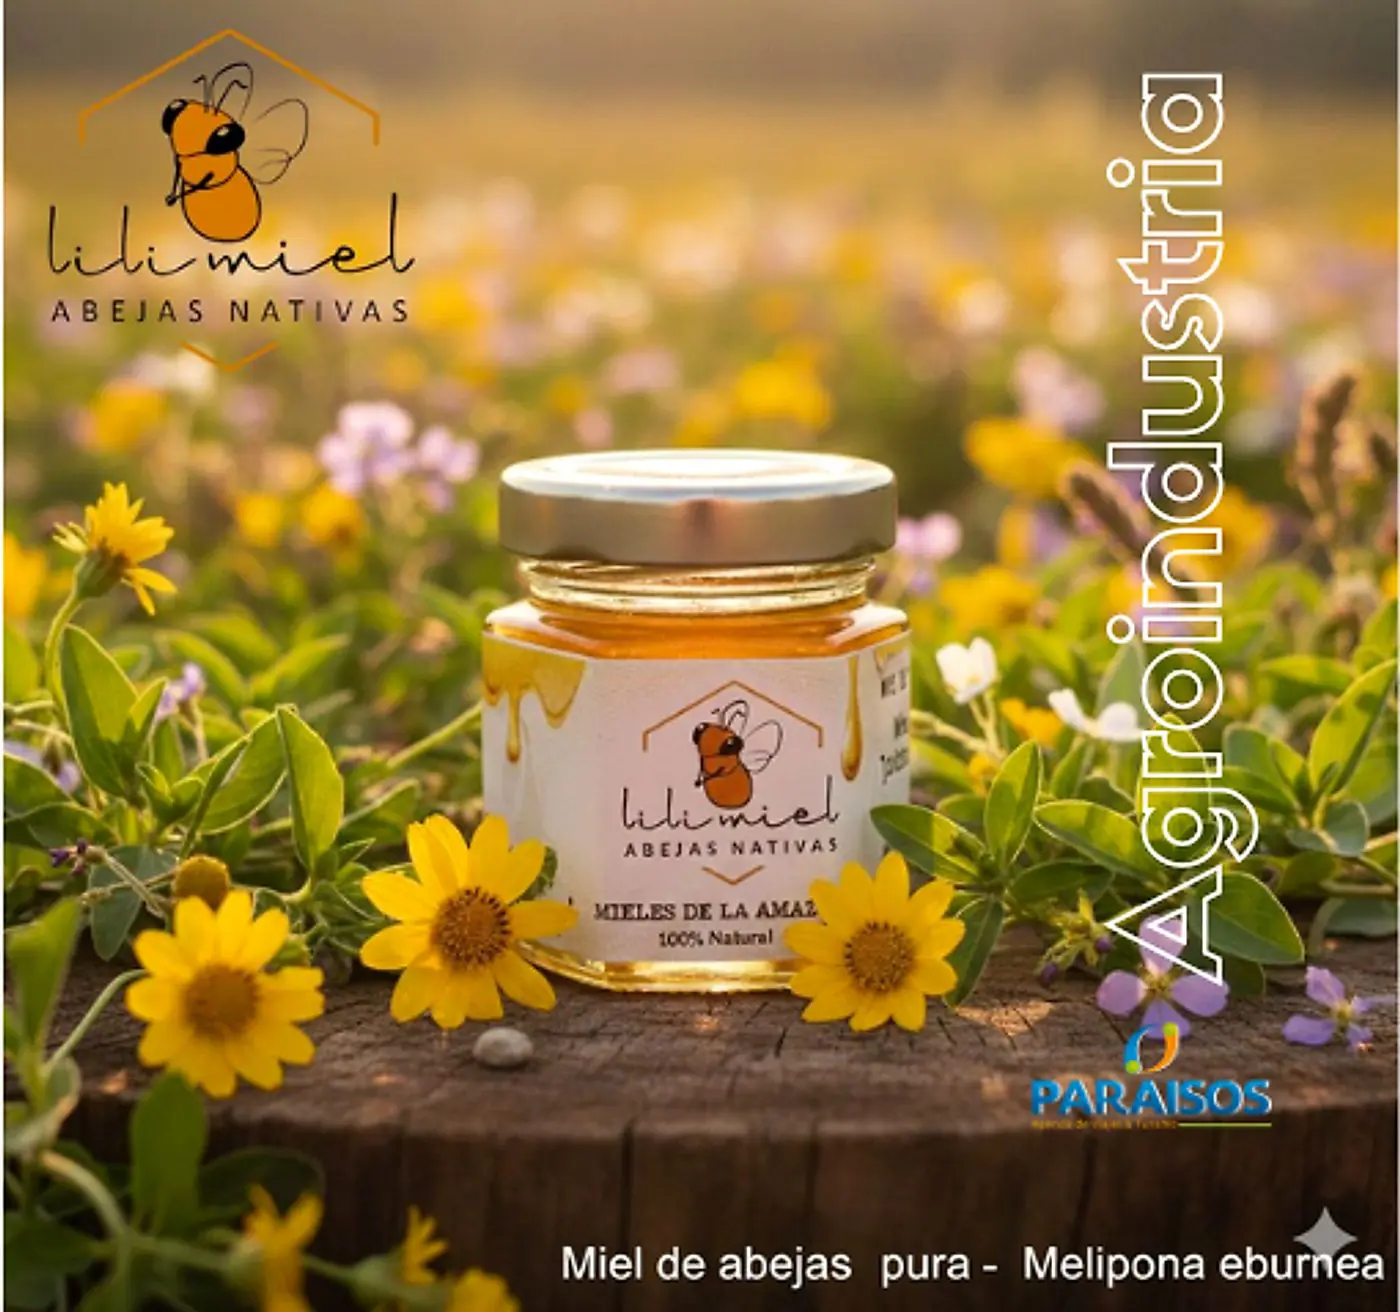 lili miel
ABEJAS NATIVAS
Agroindustria
lili miel
ABEJAS NATIVAS
MIELES DE LA AMAZ
100% Natural
PARAISOS
Miel de abejas pura - Melipona eburnea